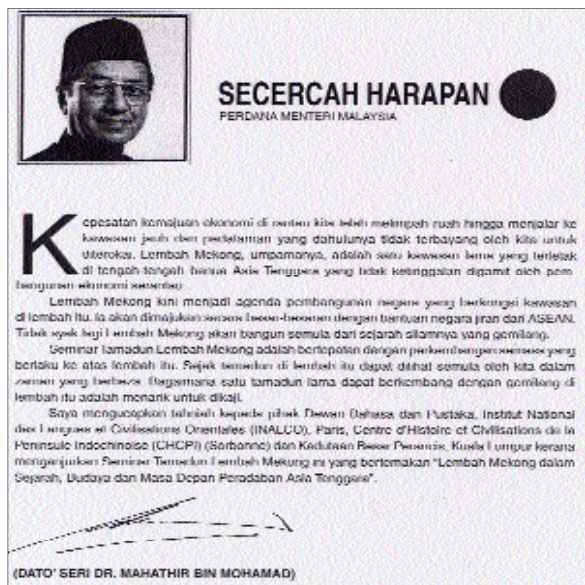 SECERCAH HARAPAN
PERDANA MENTERI MALAYSIA
Kepesatan kemajuan ekonomi di rantau kita telah melimpah ruah hingga menjalar ke
kawasan jauh dan pedalaman yang dahulunya tidak terbayang oleh kita untuk
diterokai. Lembah Mekong, umpamanya, adalah satu kawasan lama yang terletak
di tengah-tengah benua Asia Tenggara yang tidak ketinggalan digamit oleh pem-
bangunan ekonomi serantau.
Lembah Mekong kini menjadi agenda pembangunan negara yang berkongsi kawasan
di lembah itu. Ia akan dimajukan secara besar-besaran dengan bantuan negara jiran dan ASEAN.
Tidak syak lagi Lembah Mekong akan bangun semula dari sejarah silamnya yang gemilang.
Seminar Tamadun Lembah Mekong adalah bertepatan dengan perkembangan semasa yang
berlaku ke atas lembah itu. Sejak tamadun di lembah itu dapat dilihat semula oleh kita dalam
zaman yang berbeza. Bagaimana satu tamadun lama dapat berkembang dengan gemilang di
lembah itu adalah menarik untuk dikaji.
Saya mengucapkan tahniah kepada pihak Dewan Bahasa dan Pustaka, Institut National
des Langues et Civilisations Orientales (INALCO), Paris, Centre d'Histoire et Civilisations de la
Peninsule Indochinoise (CHCPI) (Sorbonne) dan Kedutaan Besar Perancis, Kuala Lumpur kerana
menganjurkan Seminar Tamadun Lembah Mekong ini yang bertemakan "Lembah Mekong dalam
Sejarah, Budaya dan Masa Depan Peradaban Asia Tenggara".
(DATO' SERI DR. MAHATHIR BIN MOHAMAD)